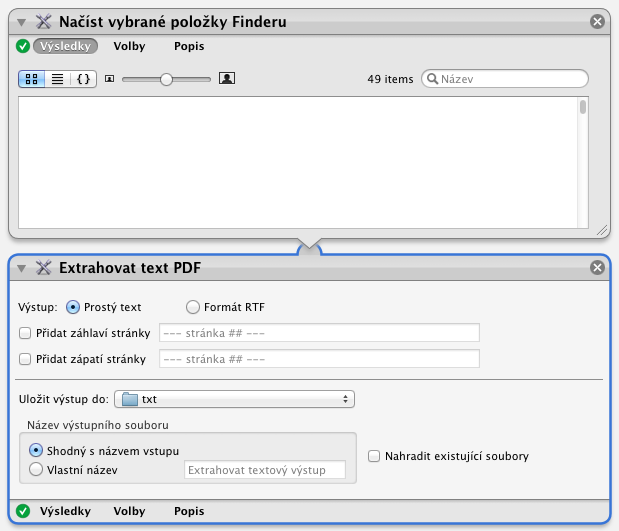 Načíst vybrané položky Finderu
Výsledky Volby Popis
49 items Název
Extrahovat text PDF
Výstup: Prostý text Formát RTF
Přidat záhlaví stránky --- stránka ## ---
Přidat zápatí stránky --- stránka ## ---
Uložit výstup do: txt
Název výstupního souboru
Shodný s názvem vstupu
Nahradit existující soubory
Vlastní název Extrahovat textový výstup
Výsledky Volby Popis